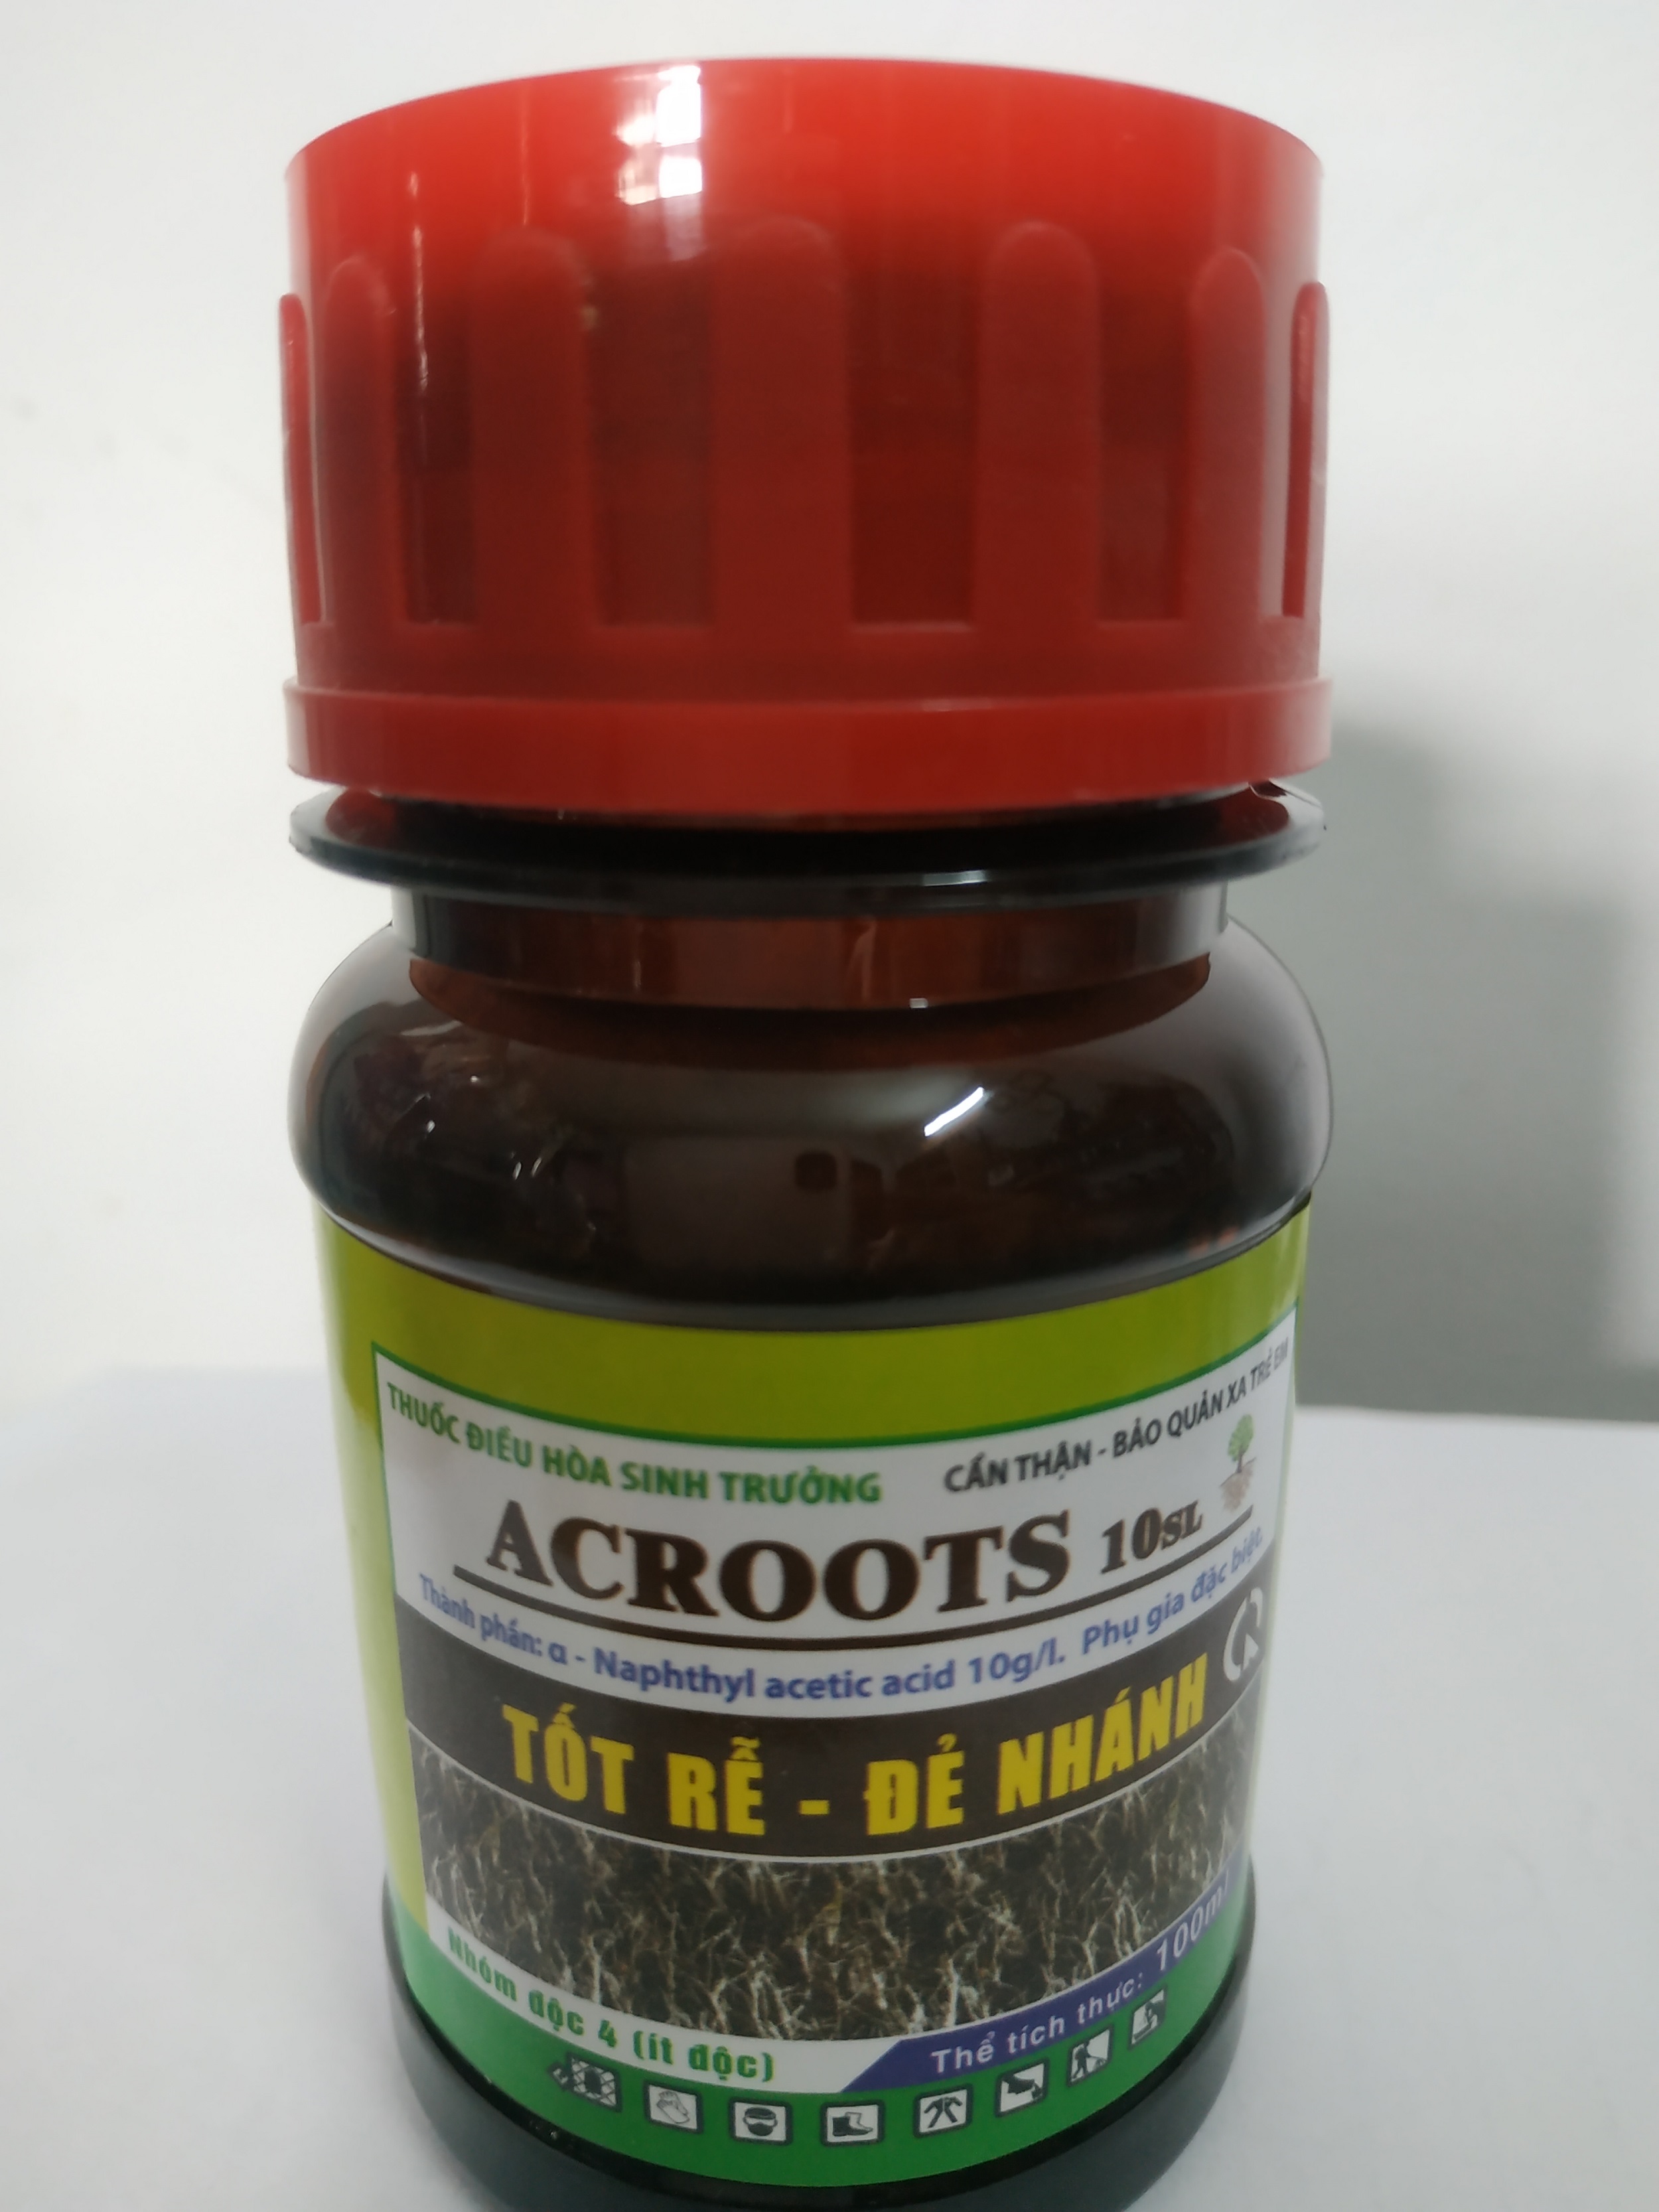 THUỐC ĐIỀU HÒA SINH TRƯỞNG
CẨN THẬN - BẢO QUẢN XA TRẺ EM
ACROOTS 10SL
Thành phần: α - Naphthyl acetic acid 10g/l. Phụ gia đặc biệt.
TỐT RỄ - ĐẺ NHÁNH
Nhóm độc 4 (ít độc)
Thể tích thực: 100ml